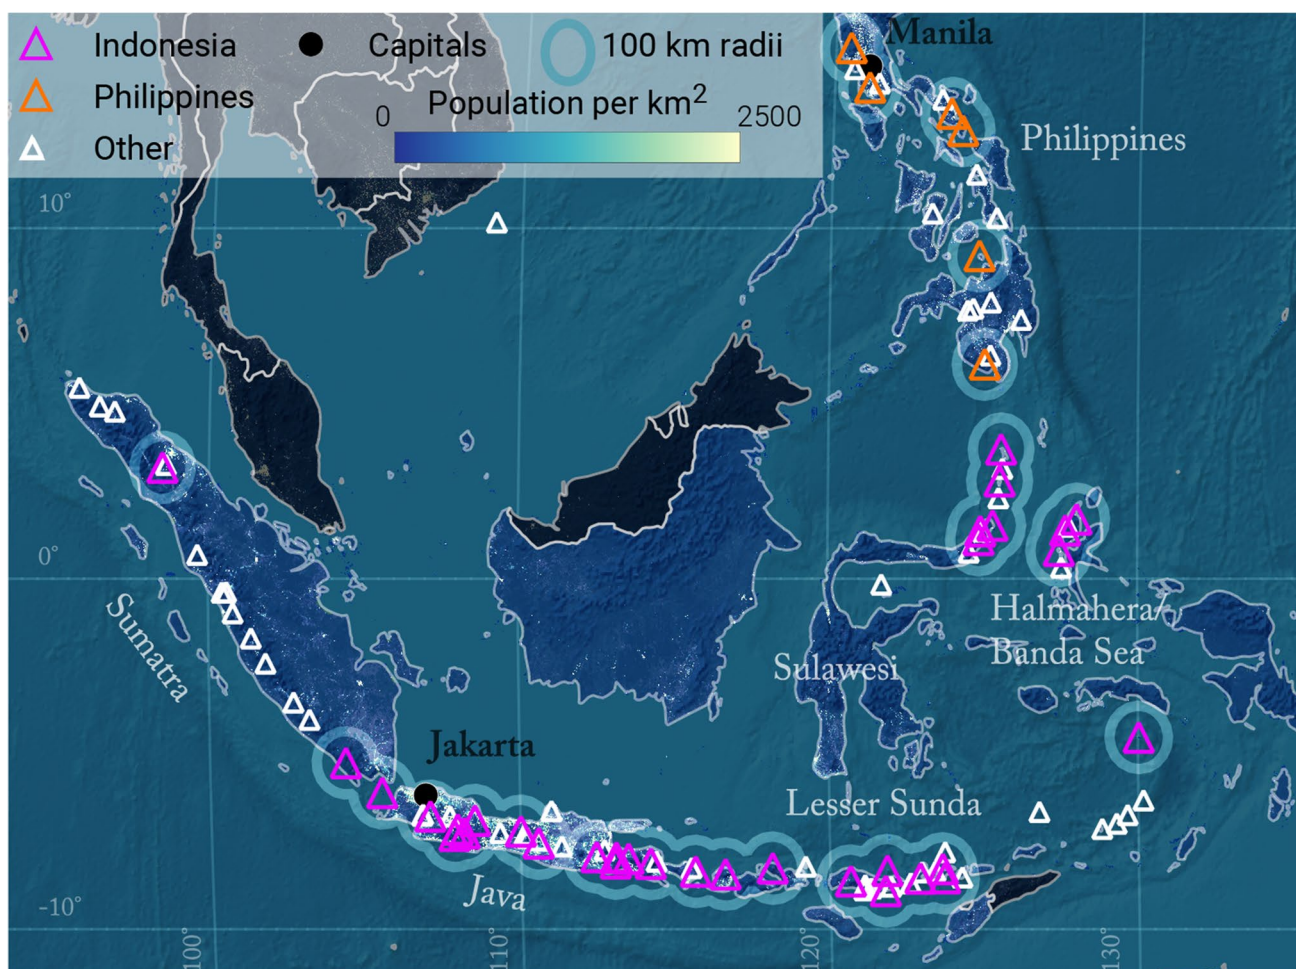 Indonesia
Capitals
100 km radii
Manila
Philippines
Population per km2
0
2500
Other
Philippines
10°
0°
Sumatra
Halmahera/
Banda Sea
Sulawesi
Jakarta
Lesser Sunda
Java
-10°
100°
110°
120°
130°